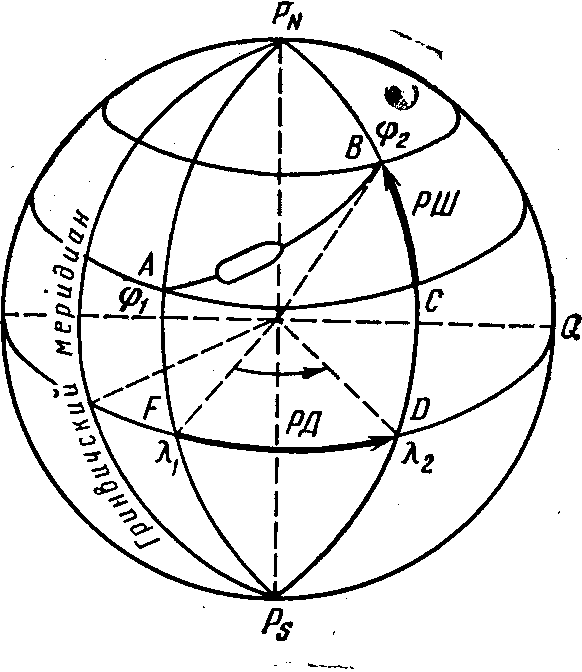 P_N
φ₂
B
РШ
A
φ₁
C
Q
Гринвичский меридиан
F
РД
D
λ₁
λ₂
P_S